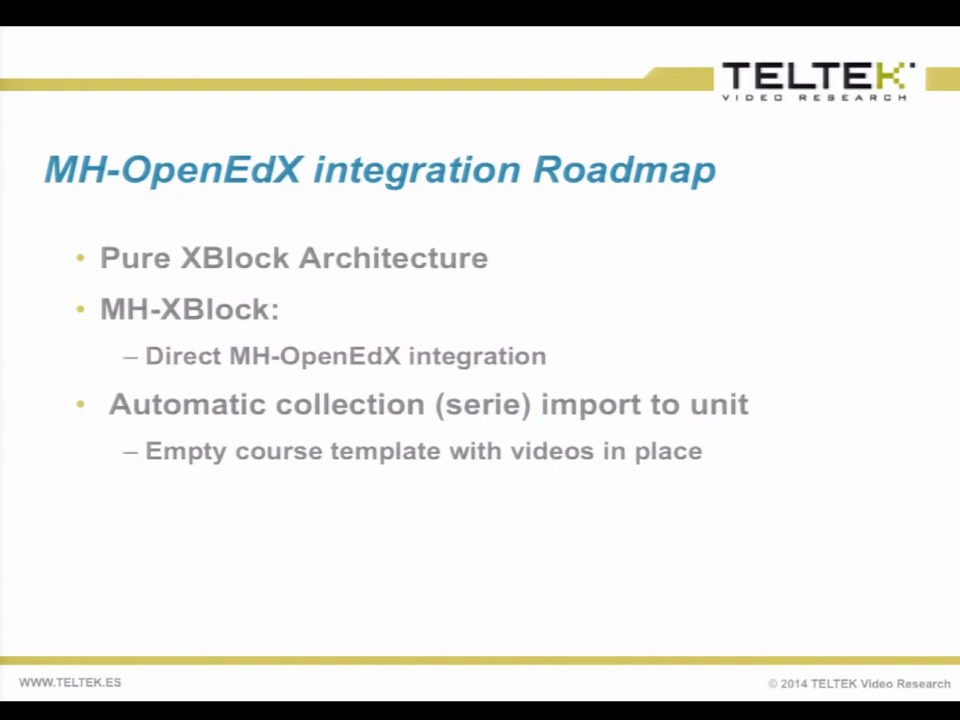 TELTEK
VIDEO RESEARCH
MH-OpenEdX integration Roadmap
• Pure XBlock Architecture
• MH-XBlock:
– Direct MH-OpenEdX integration
• Automatic collection (serie) import to unit
– Empty course template with videos in place
WWW.TELTEK.ES
© 2014 TELTEK Video Research